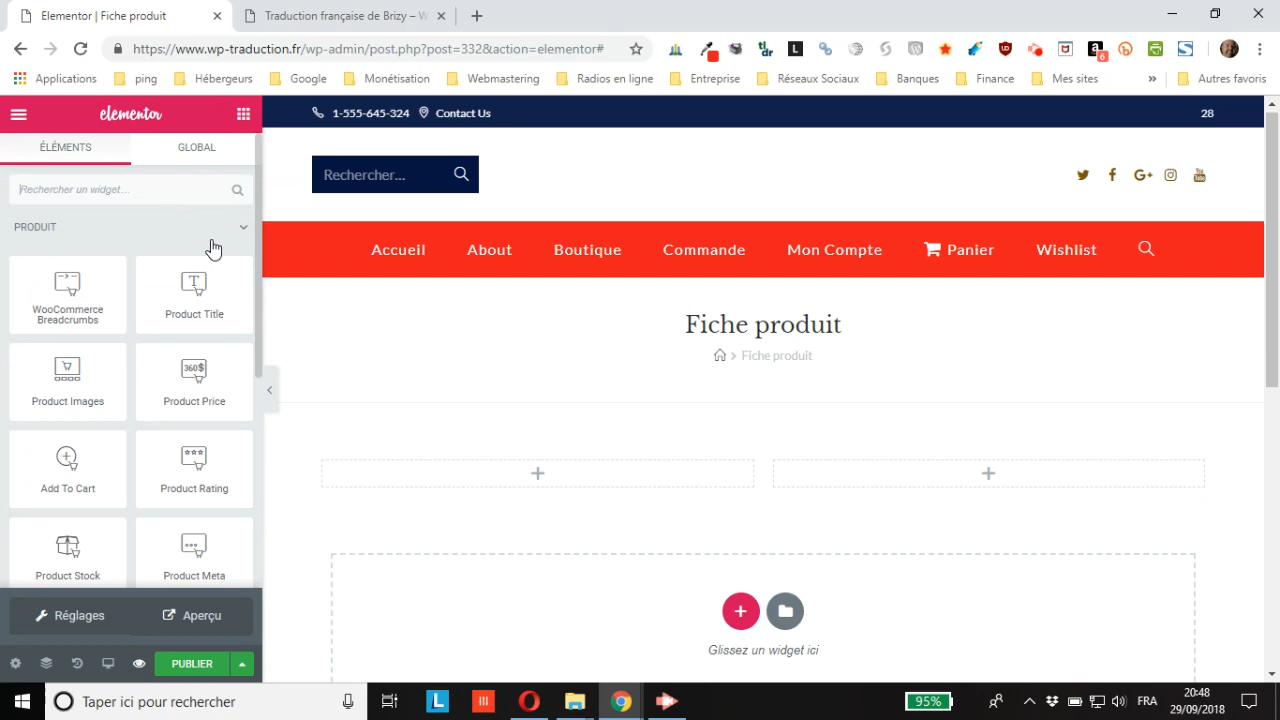 Elementor | Fiche produit
Traduction française de Brizy – W
https://www.wp-traduction.fr/wp-admin/post.php?post=332&action=elementor#
Applications
ping
Hébergeurs
Google
Monétisation
Webmastering
Radios en ligne
Entreprise
Réseaux Sociaux
Banques
Finance
Mes sites
»
Autres favoris
elementor
ÉLÉMENTS
GLOBAL
Rechercher un widget...
PRODUIT
WooCommerce
Breadcrumbs
Product Title
Product Images
Product Price
Add To Cart
Product Rating
Product Stock
Product Meta
Réglages
Aperçu
PUBLIER
1-555-645-324
Contact Us
28
Rechercher...
Accueil
About
Boutique
Commande
Mon Compte
Panier
Wishlist
Fiche produit
Fiche produit
Glissez un widget ici
Taper ici pour rechercher
95%
FRA
20:48
29/09/2018